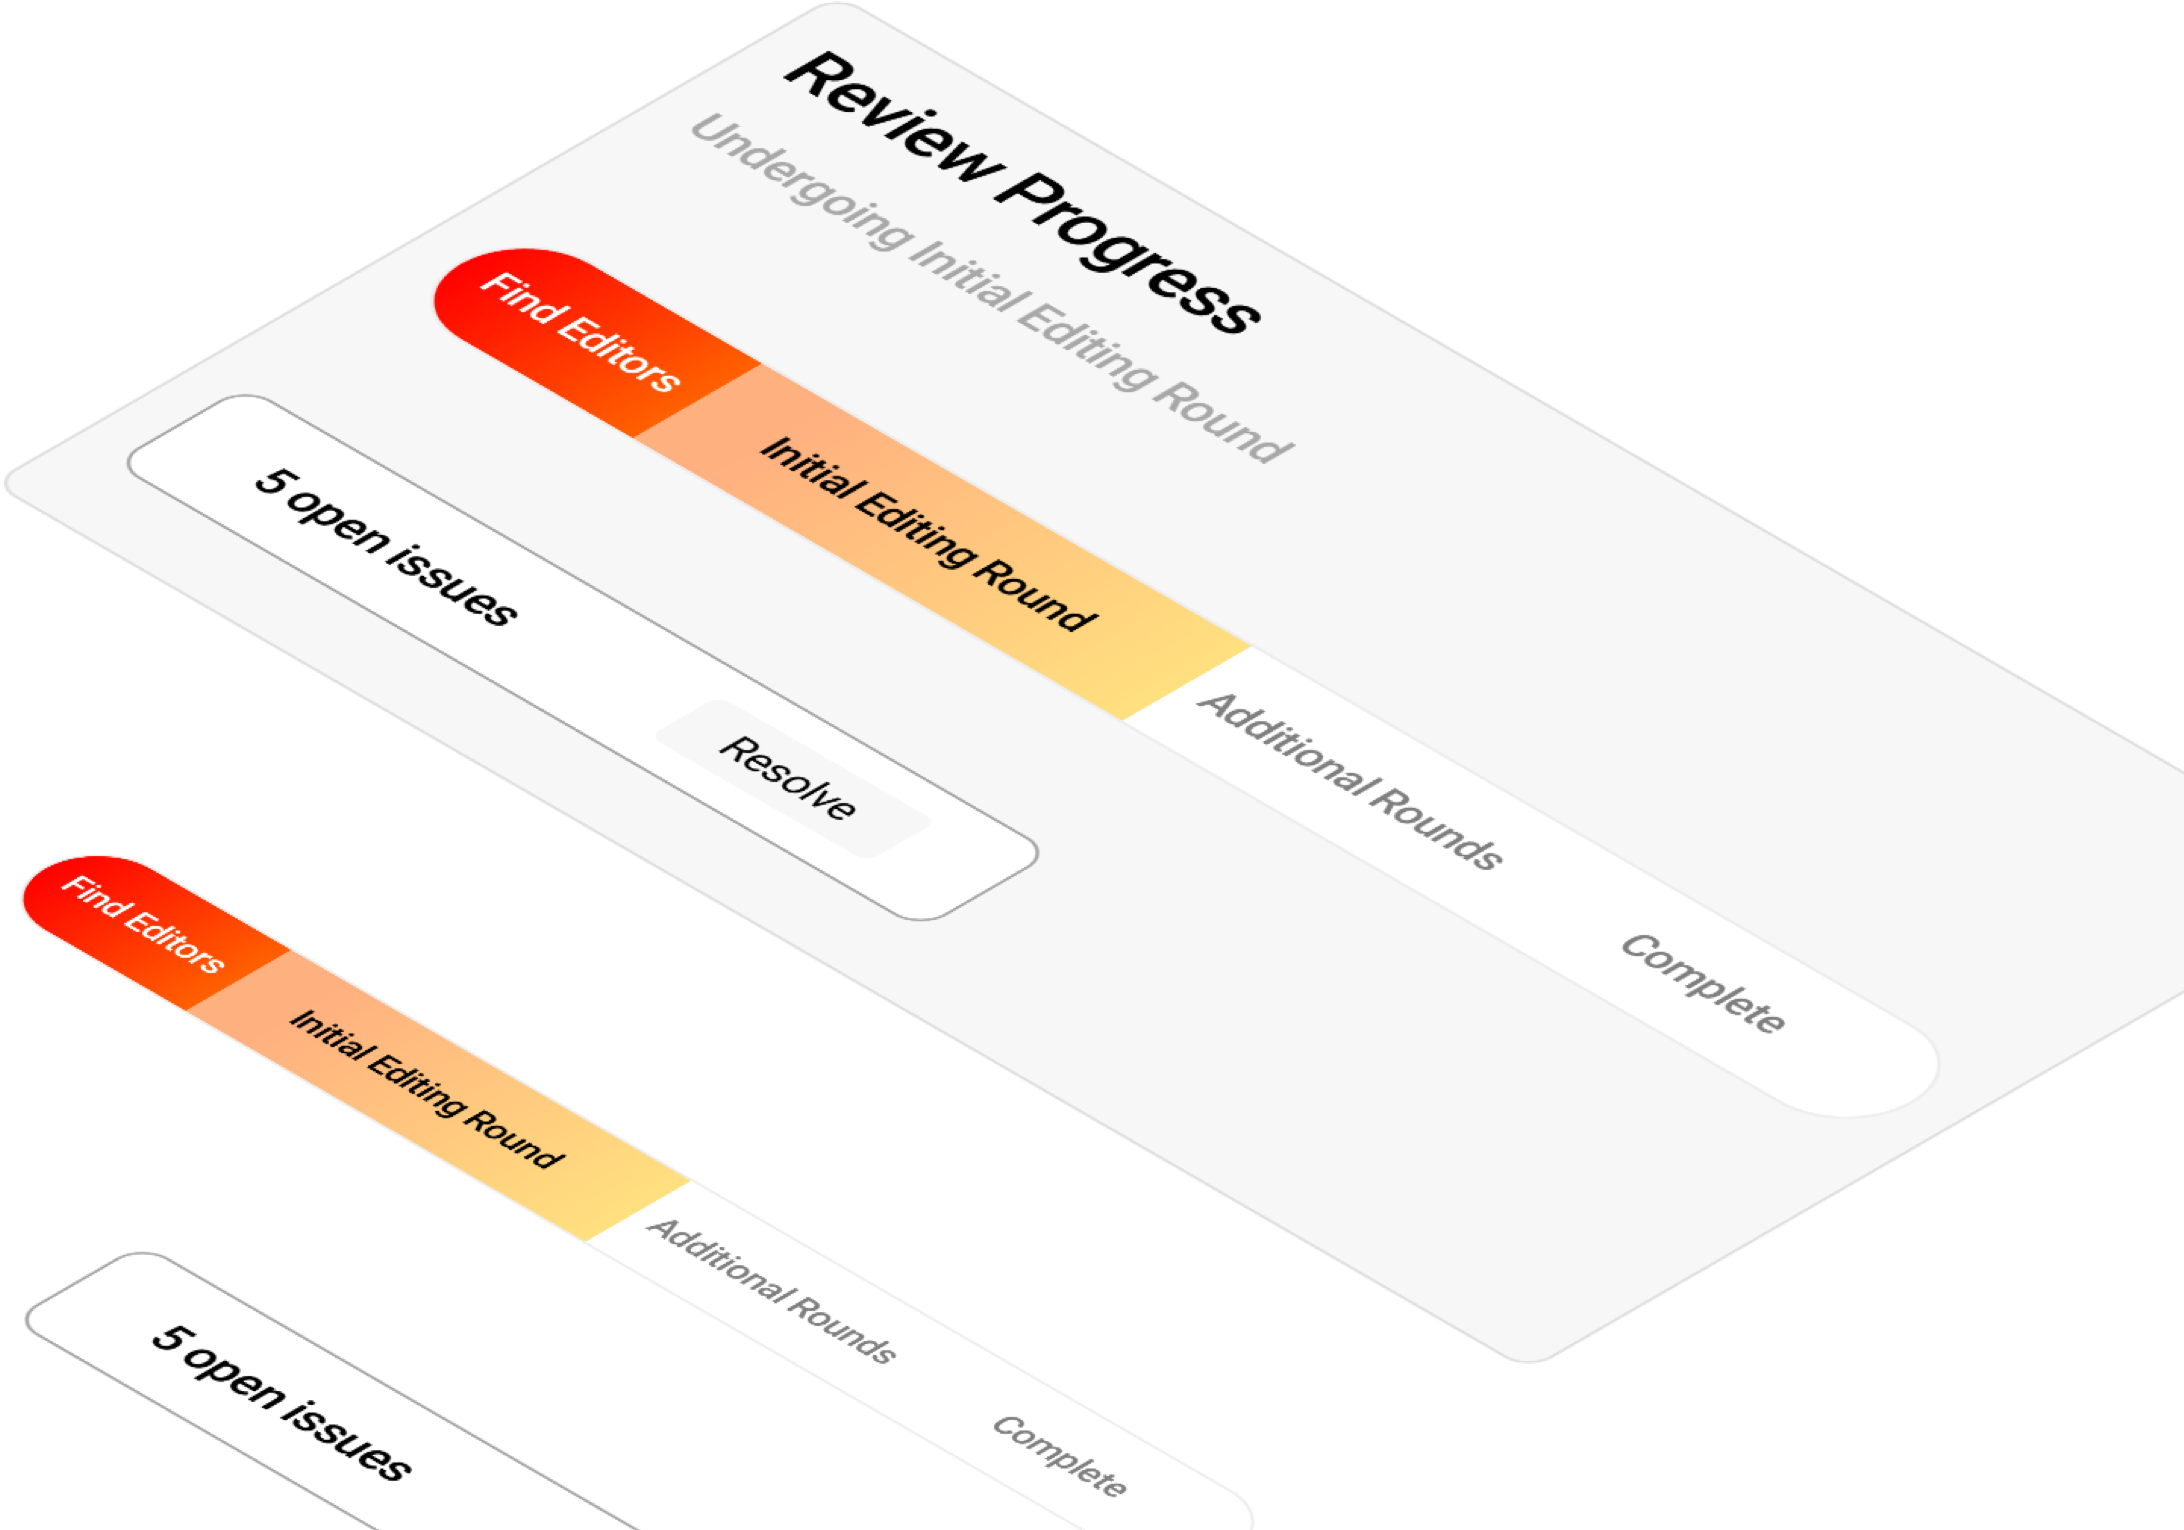 Review Progress
Undergoing Initial Editing Round
Find Editors
Initial Editing Round
Additional Rounds
Complete
5 open issues
Resolve
Find Editors
Initial Editing Round
Additional Rounds
Complete
5 open issues